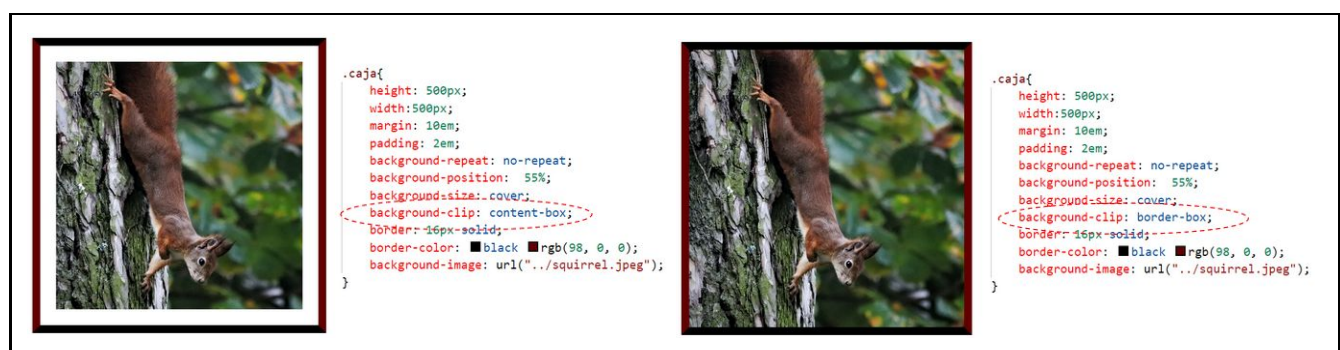 .caja{
height: 500px;
width:500px;
margin: 10em;
padding: 2em;
background-repeat: no-repeat;
background-position:  55%;
background-size: cover;
background-clip: content-box;
border: 16px solid;
border-color: black rgb(98, 0, 0);
background-image: url("../squirrel.jpeg");
}
.caja{
height: 500px;
width:500px;
margin: 10em;
padding: 2em;
background-repeat: no-repeat;
background-position:  55%;
background-size: cover;
background-clip: border-box;
border: 16px solid;
border-color: black rgb(98, 0, 0);
background-image: url("../squirrel.jpeg");
}